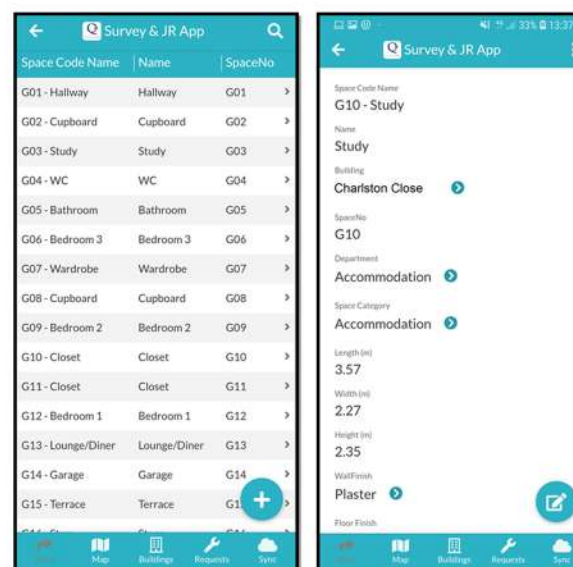 Q Survey & JR App
Space Code Name Name SpaceNo
G01 - Hallway Hallway G01
G02 - Cupboard Cupboard G02
G03 - Study Study G03
G04 - WC WC G04
G05 - Bathroom Bathroom G05
G06 - Bedroom 3 Bedroom 3 G06
G07 - Wardrobe Wardrobe G07
G08 - Cupboard Cupboard G08
G09 - Bedroom 2 Bedroom 2 G09
G10 - Closet Closet G10
G11 - Closet Closet G11
G12 - Bedroom 1 Bedroom 1 G12
G13 - Lounge/Diner Lounge/Diner G13
G14 - Garage Garage G14
G15 - Terrace Terrace
Map Buildings Requests Sync
33% 13:37
Q Survey & JR App
Space Code Name
G10 - Study
Name
Study
Building
Charlston Close
SpaceNo
G10
Department
Accommodation
Space Category
Accommodation
Length (m)
3.57
Width (m)
2.27
Height (m)
2.35
WallFinish
Plaster
Floor Finish
Map Buildings Requests Sync